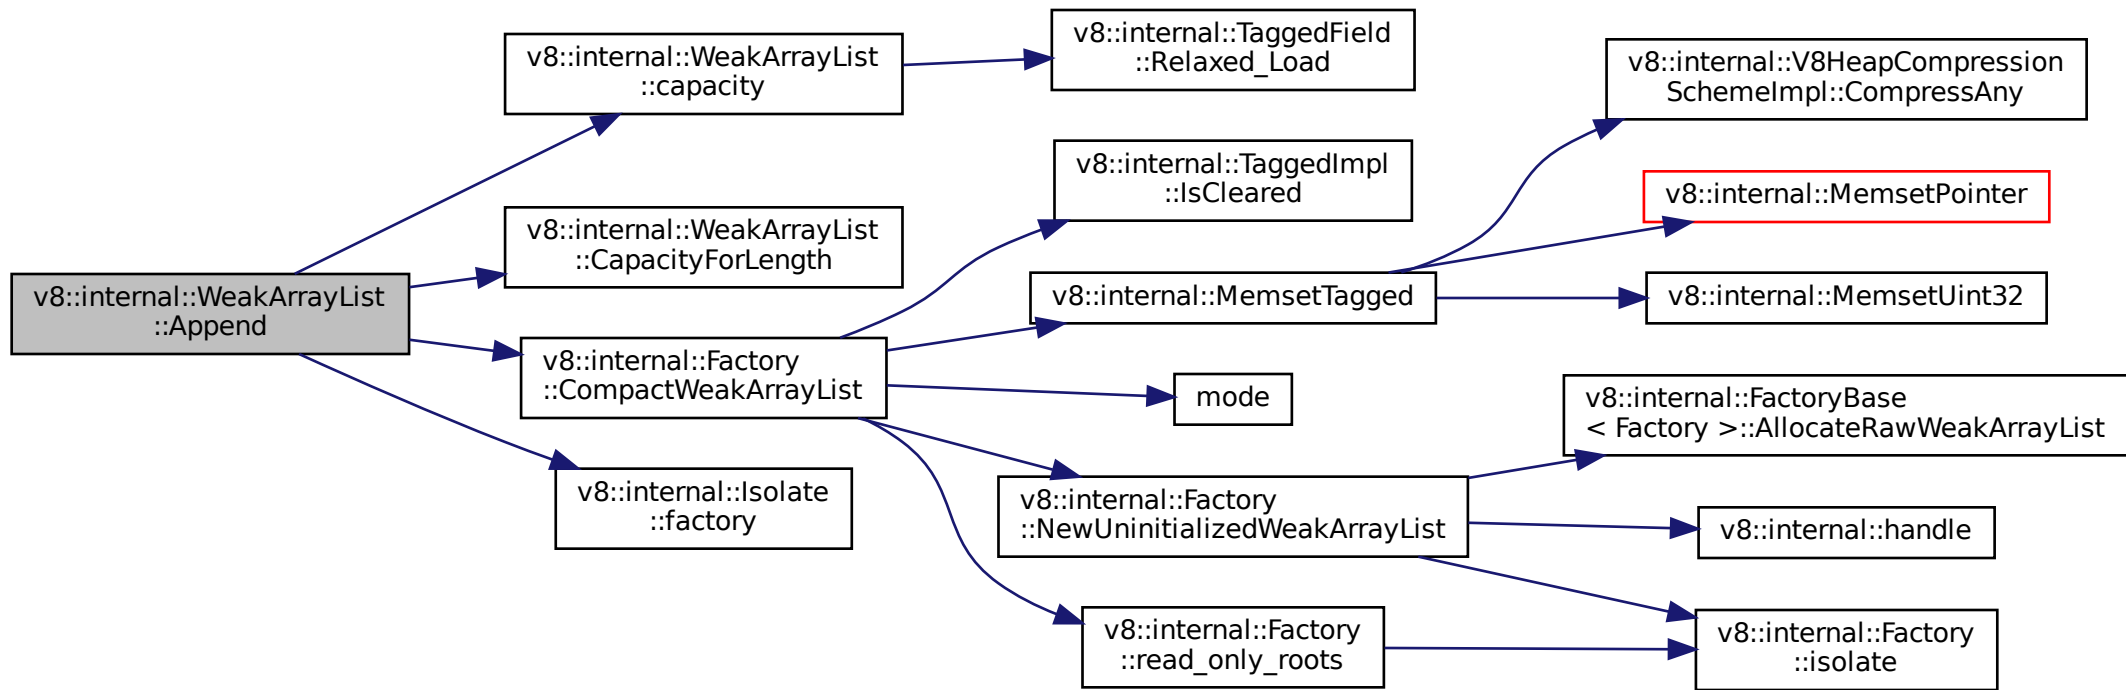 v8::internal::WeakArrayList
::Append
v8::internal::WeakArrayList
::capacity
v8::internal::WeakArrayList
::CapacityForLength
v8::internal::Factory
::CompactWeakArrayList
v8::internal::Isolate
::factory
v8::internal::TaggedField
::Relaxed_Load
v8::internal::TaggedImpl
::IsCleared
v8::internal::MemsetTagged
mode
v8::internal::Factory
::NewUninitializedWeakArrayList
v8::internal::Factory
::read_only_roots
v8::internal::V8HeapCompression
SchemeImpl::CompressAny
v8::internal::MemsetPointer
v8::internal::MemsetUint32
v8::internal::FactoryBase
< Factory >::AllocateRawWeakArrayList
v8::internal::handle
v8::internal::Factory
::isolate